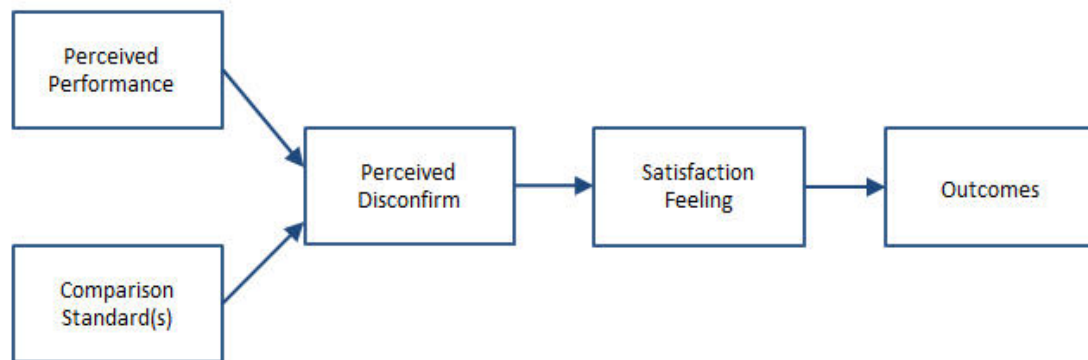 Perceived
Performance
Comparison
Standard(s)
Perceived
Disconfirm
Satisfaction
Feeling
Outcomes